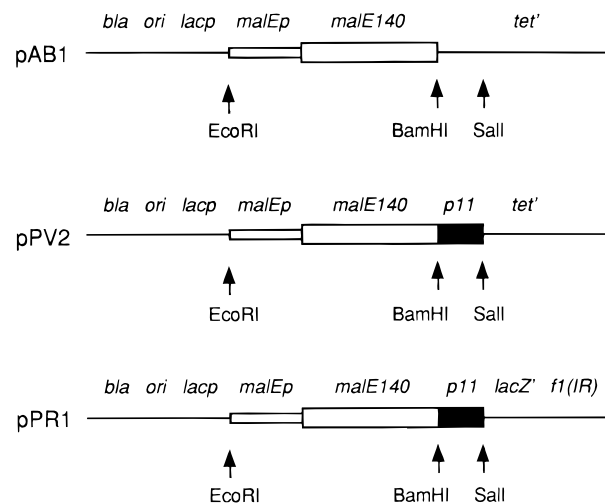 bla ori lacp malEp malE140 tet'
pAB1
EcoRI BamHI SalI
bla ori lacp malEp malE140 p11 tet'
pPV2
EcoRI BamHI SalI
bla ori lacp malEp malE140 p11 lacZ' f1(IR)
pPR1
EcoRI BamHI SalI